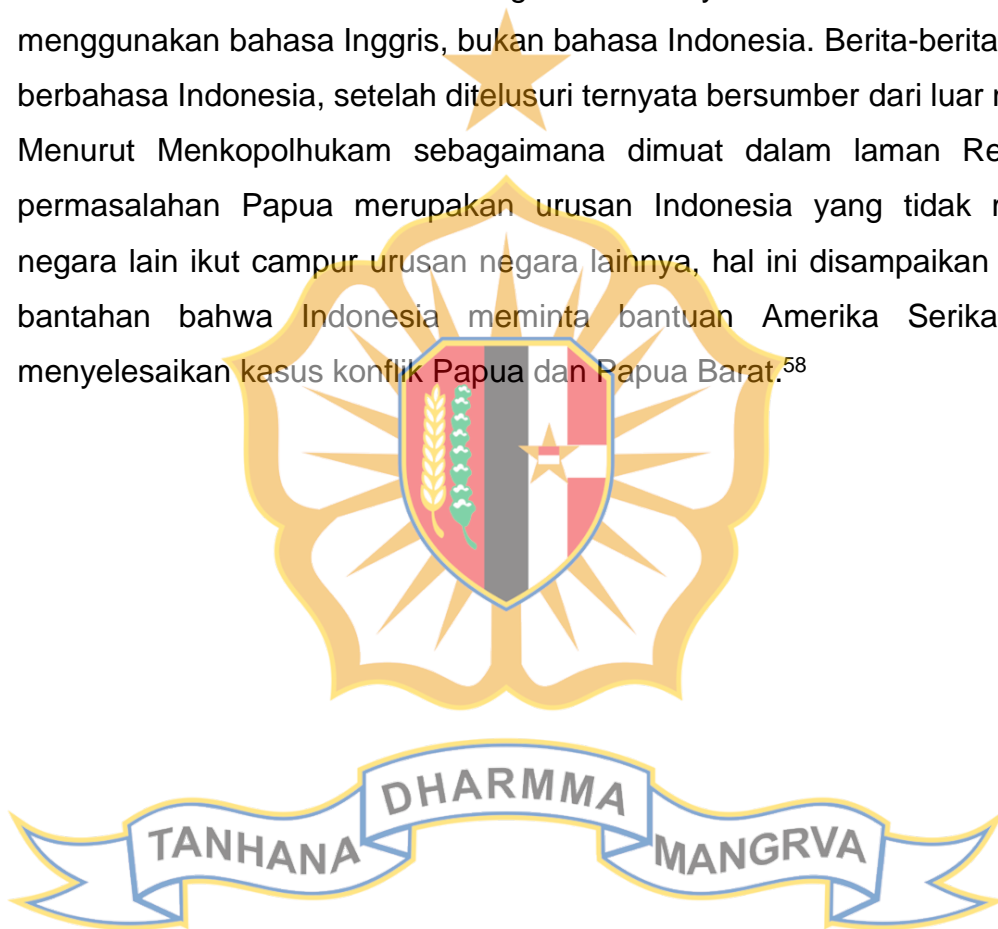 menggunakan bahasa Inggris, bukan bahasa Indonesia. Berita-berita
berbahasa Indonesia, setelah ditelusuri ternyata bersumber dari luar
Menurut Menkopolhukam sebagaimana dimuat dalam laman
permasalahan Papua merupakan urusan Indonesia yang tidak
negara lain ikut campur urusan negara lainnya, hal ini disampaikan
bantahan bahwa Indonesia meminta bantuan Amerika
menyelesaikan kasus konflik Papua dan Papua Barat.58
TANHANA DHARMMA MANGRVA